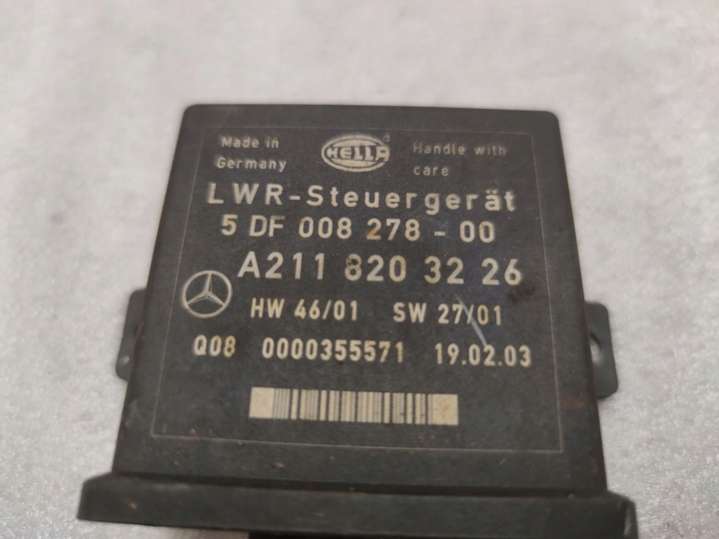 Made in
Germany
HELLA
®
Handle with
care
LWR-Steuergerät
5 DF 008 278 - 00
A211 820 32 26
HW 46/01 SW 27/01
Q08 0000355571 19.02.03